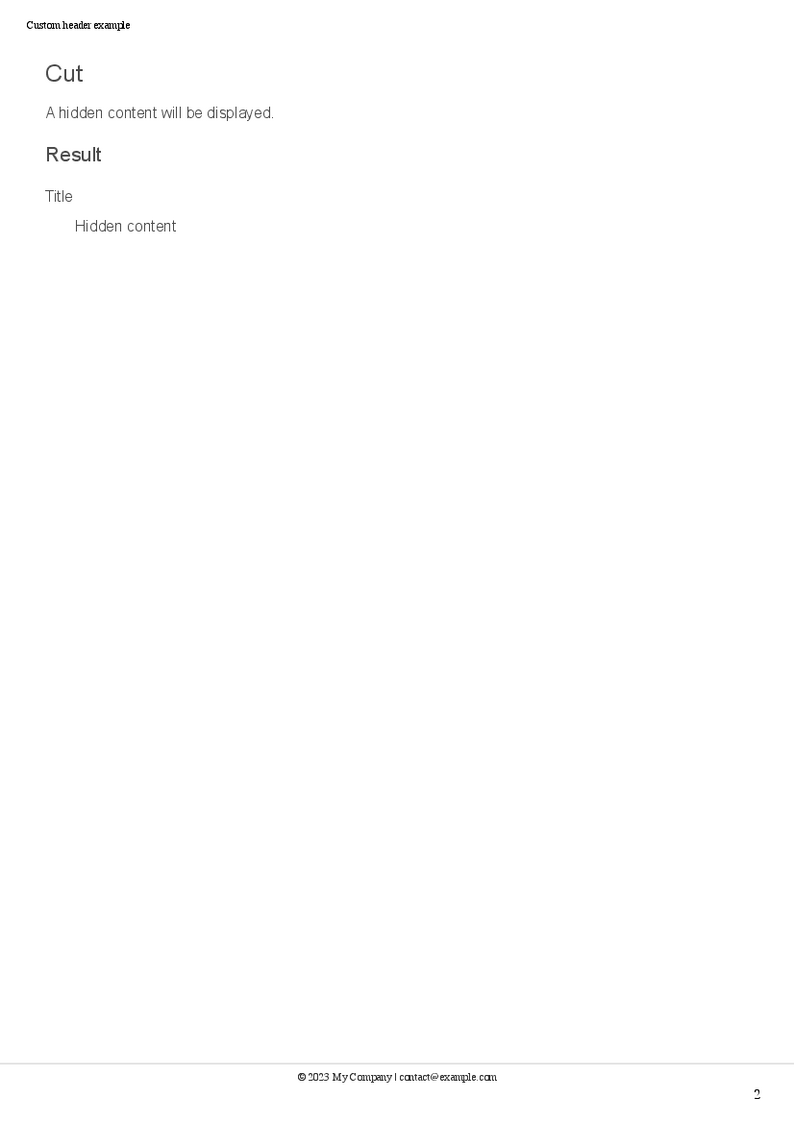 Custom header example
Cut
A hidden content will be displayed.
Result
Title
Hidden content
© 2023 My Company | contact@example.com
2